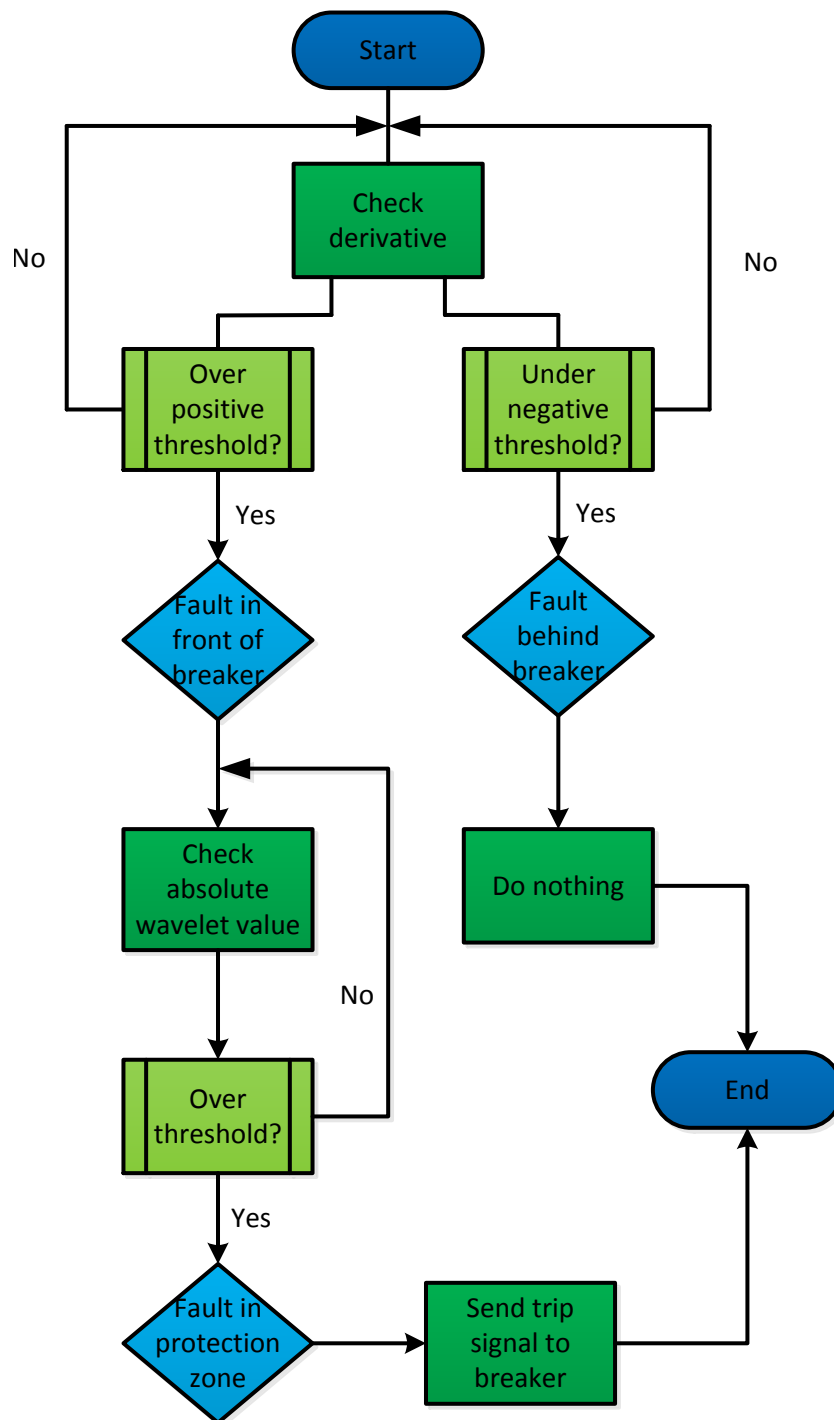 Start
Check
derivative
No
No
Over
positive
threshold?
Under
negative
threshold?
Yes
Yes
Fault in
front of
breaker
Fault
behind
breaker
Check
absolute
wavelet value
Do nothing
No
Over
threshold?
End
Yes
Fault in
protection
zone
Send trip
signal to
breaker